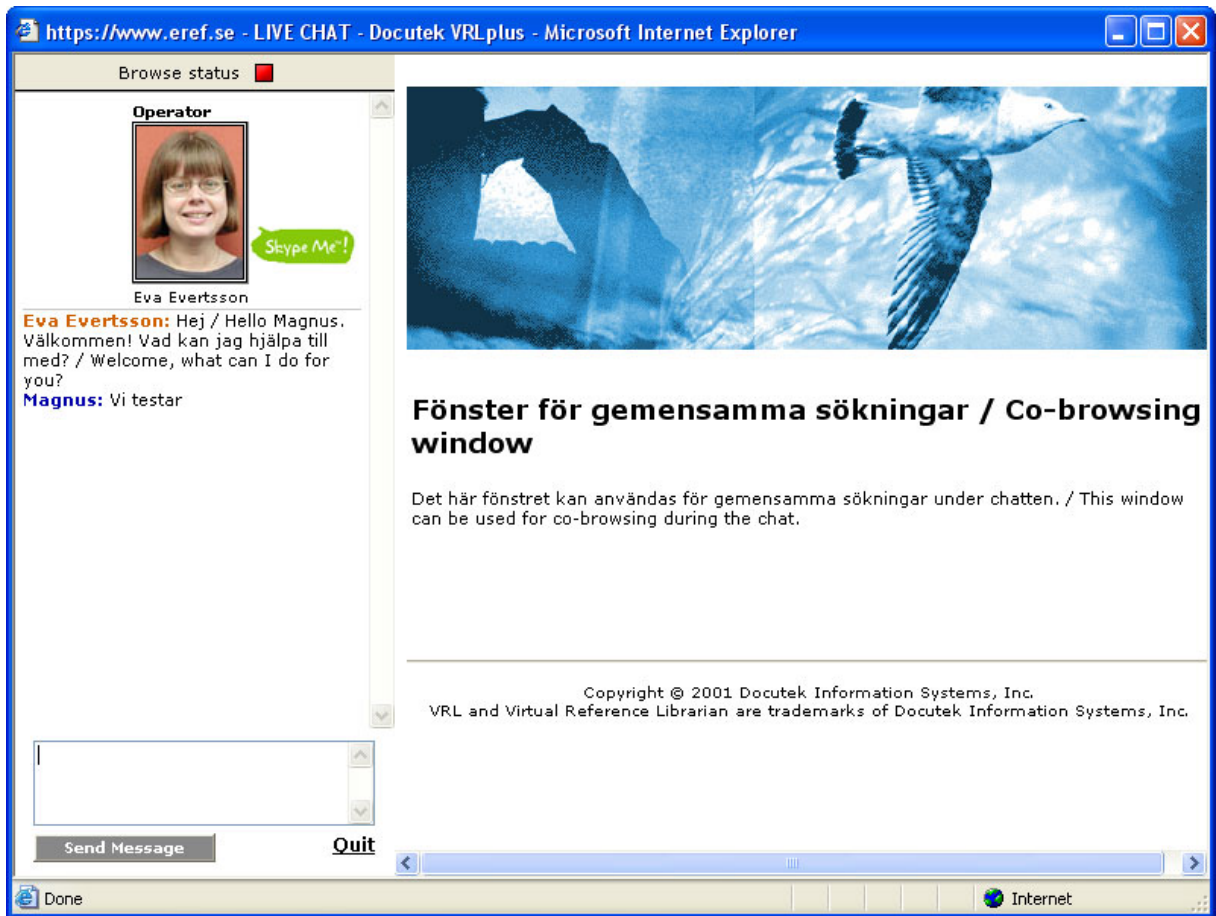 https://www.eref.se - LIVE CHAT - Docutek VRLplus - Microsoft Internet Explorer
Browse status
Operator
Skype Me™!
Eva Evertsson
Eva Evertsson: Hej / Hello Magnus.
Välkommen! Vad kan jag hjälpa till
med? / Welcome, what can I do for
you?
Magnus: Vi testar
Send Message
Quit
Fönster för gemensamma sökningar / Co-browsing
window
Det här fönstret kan användas för gemensamma sökningar under chatten. / This window
can be used for co-browsing during the chat.
Copyright © 2001 Docutek Information Systems, Inc.
VRL and Virtual Reference Librarian are trademarks of Docutek Information Systems, Inc.
Done
Internet